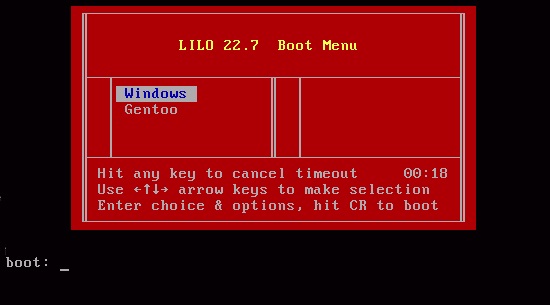 LILO 22.7  Boot Menu
Windows
Gentoo
Hit any key to cancel timeout     00:18
Use ←↑↓→ arrow keys to make selection
Enter choice & options, hit CR to boot
boot: _